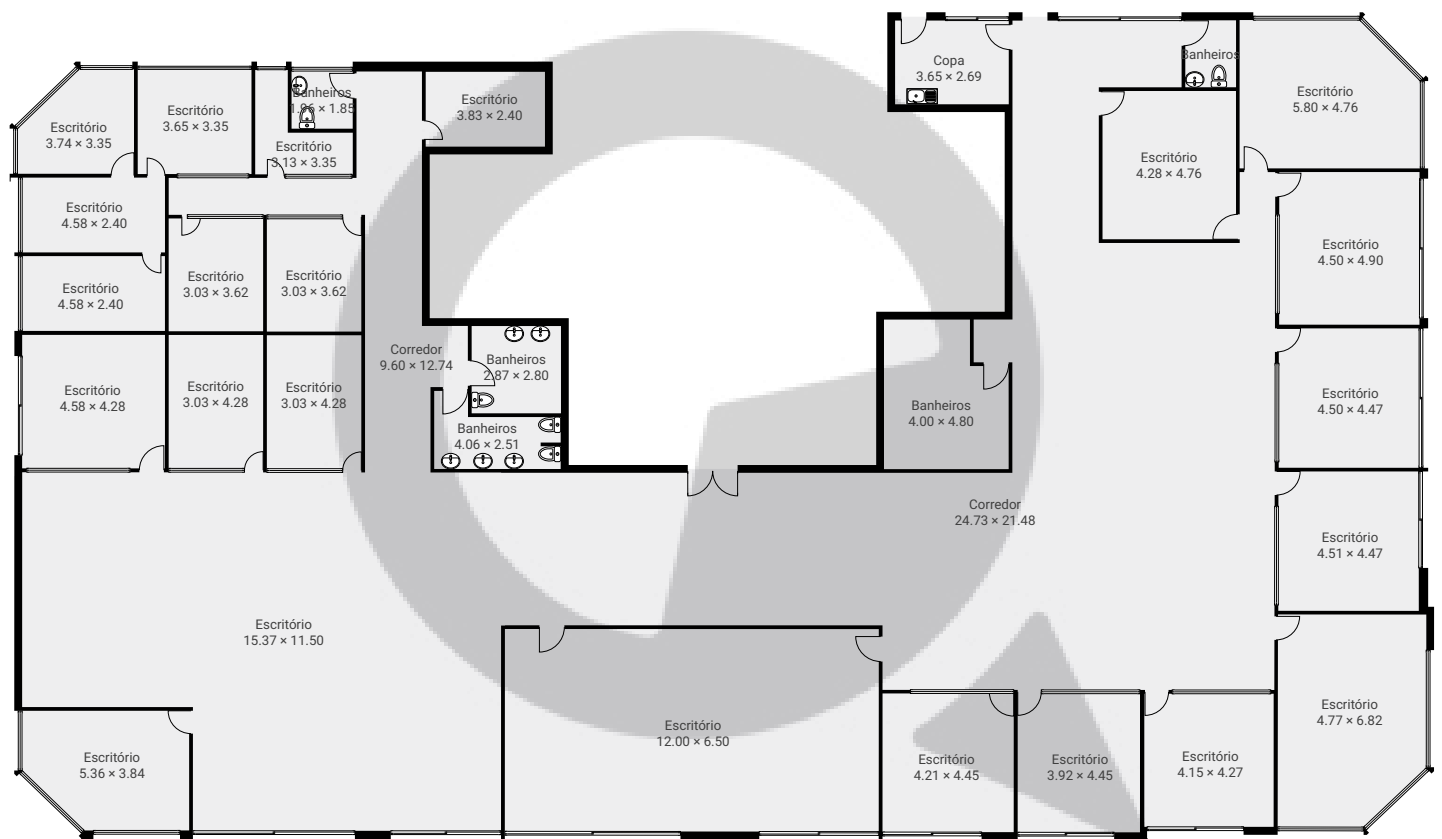 Copa
3.65 × 2.69
Banheiros
Escritório
5.80 × 4.76
Escritório
3.74 × 3.35
Escritório
3.65 × 3.35
Banheiros
1.96 × 1.85
Escritório
3.13 × 3.35
Escritório
3.83 × 2.40
Escritório
4.28 × 4.76
Escritório
4.58 × 2.40
Escritório
4.50 × 4.90
Escritório
4.58 × 2.40
Escritório
3.03 × 3.62
Escritório
3.03 × 3.62
Corredor
9.60 × 12.74
Banheiros
2.87 × 2.80
Escritório
4.58 × 4.28
Escritório
3.03 × 4.28
Escritório
3.03 × 4.28
Banheiros
4.06 × 2.51
Banheiros
4.00 × 4.80
Escritório
4.50 × 4.47
Corredor
24.73 × 21.48
Escritório
4.51 × 4.47
Escritório
15.37 × 11.50
Escritório
12.00 × 6.50
Escritório
4.77 × 6.82
Escritório
5.36 × 3.84
Escritório
4.21 × 4.45
Escritório
3.92 × 4.45
Escritório
4.15 × 4.27